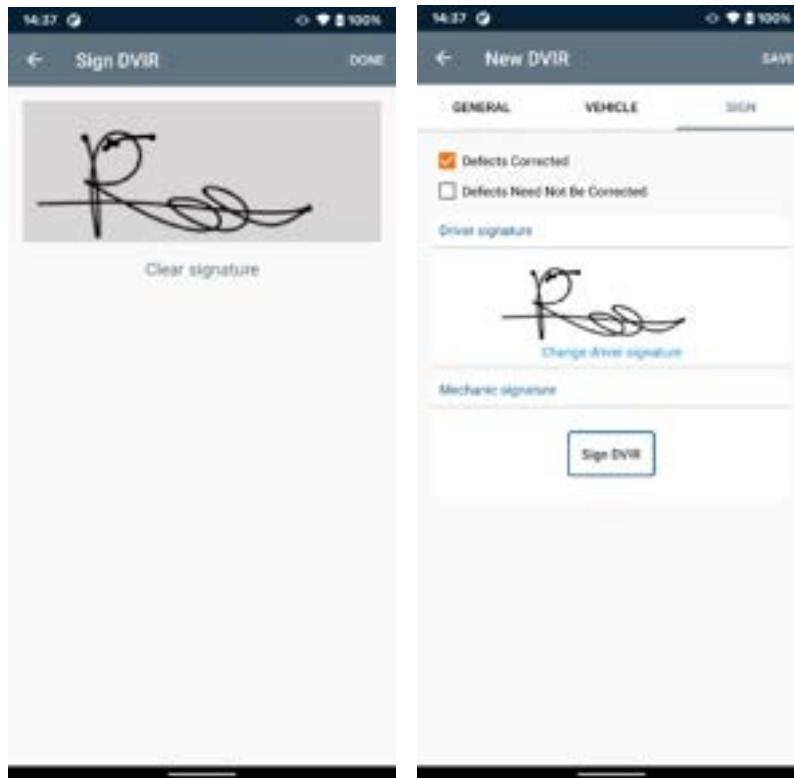 14:37
100%
Sign DVIR
DONE
Clear signature
14:37
100%
New DVIR
SAVE
GENERAL
VEHICLE
SIGN
Defects Corrected
Defects Need Not Be Corrected
Driver signature
Change driver signature
Mechanic signature
Sign DVIR